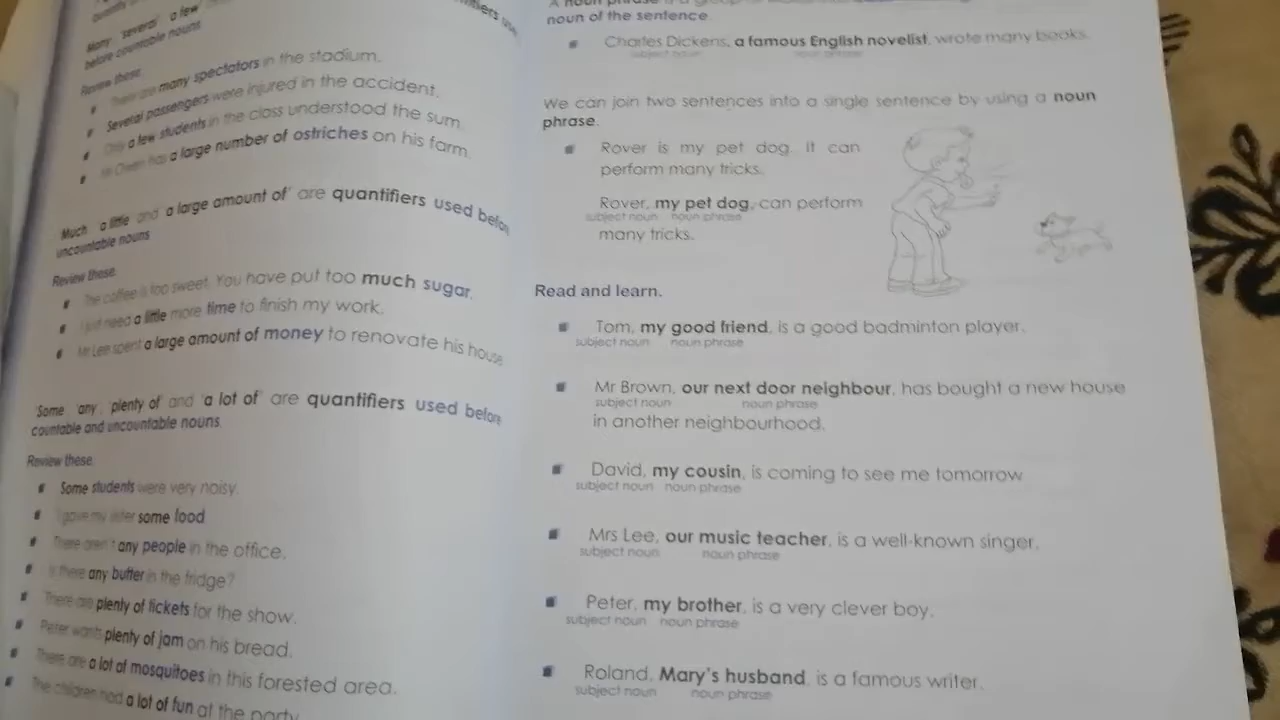 Many, 'several' 'a few'
before countable nouns.
Review these.
There are many spectators in the stadium.
Several passengers were injured in the accident.
Only a few students in the class understood the sum.
Mr Owen has a large number of ostriches on his farm.
Much 'a little' and 'a large amount of' are quantifiers used before
uncountable nouns
Review these.
The coffee is too sweet. You have put too much sugar.
I just need a little more time to finish my work.
Mr Lee spent a large amount of money to renovate his house
'Some' 'any', 'plenty of' and 'a lot of' are quantifiers used before
countable and uncountable nouns.
Review these.
Some students were very noisy.
I gave my sister some food.
There aren't any people in the office.
Is there any butter in the fridge?
There are plenty of tickets for the show.
Peter wants plenty of jam on his bread.
There are a lot of mosquitoes in this forested area.
The children had a lot of fun at the party
noun of the sentence.
Charles Dickens, a famous English novelist, wrote many books.
subject noun noun phrase
We can join two sentences into a single sentence by using a noun
phrase.
Rover is my pet dog. It can
perform many tricks.
Rover, my pet dog, can perform
subject noun noun phrase
many tricks.
Read and learn.
Tom, my good friend, is a good badminton player.
subject noun noun phrase
Mr Brown, our next door neighbour, has bought a new house
subject noun noun phrase
in another neighbourhood.
David, my cousin, is coming to see me tomorrow
subject noun noun phrase
Mrs Lee, our music teacher, is a well-known singer.
subject noun noun phrase
Peter, my brother, is a very clever boy.
subject noun noun phrase
Roland, Mary's husband, is a famous writer.
subject noun noun phrase